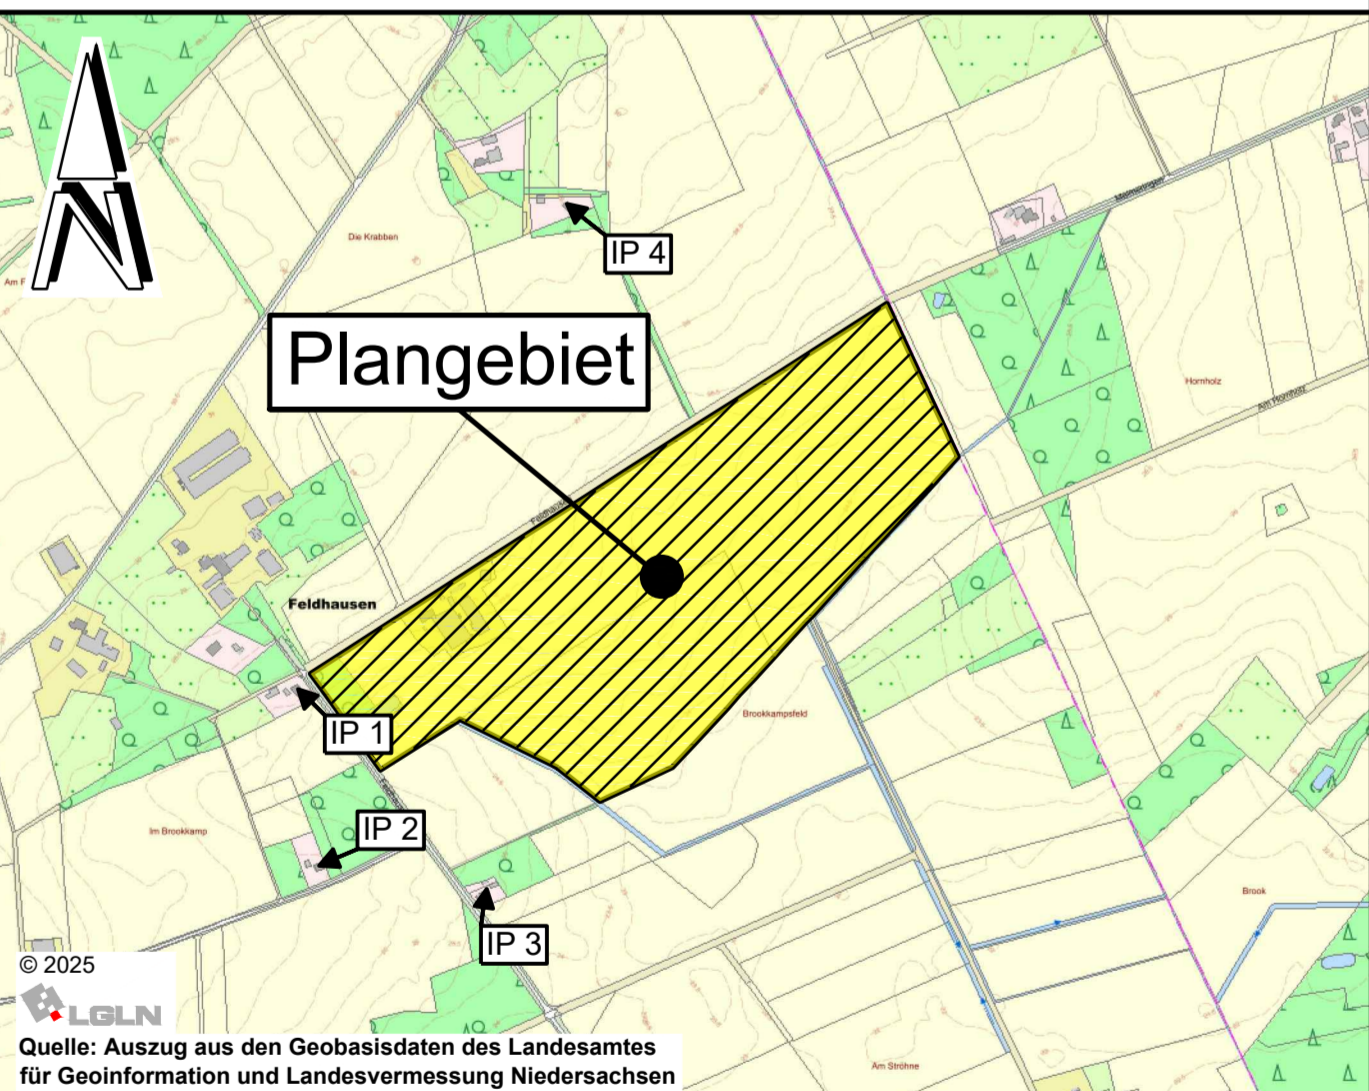 N
Die Krabben
Am F
IP 4
Plangebiet
Hornholz
Am Hornholz
Feldhausen
Brookkampsfeld
IP 1
Im Brookkamp
IP 2
IP 3
Brook
Am Ströhne
© 2025
LGLN
Quelle: Auszug aus den Geobasisdaten des Landesamtes
für Geoinformation und Landesvermessung Niedersachsen